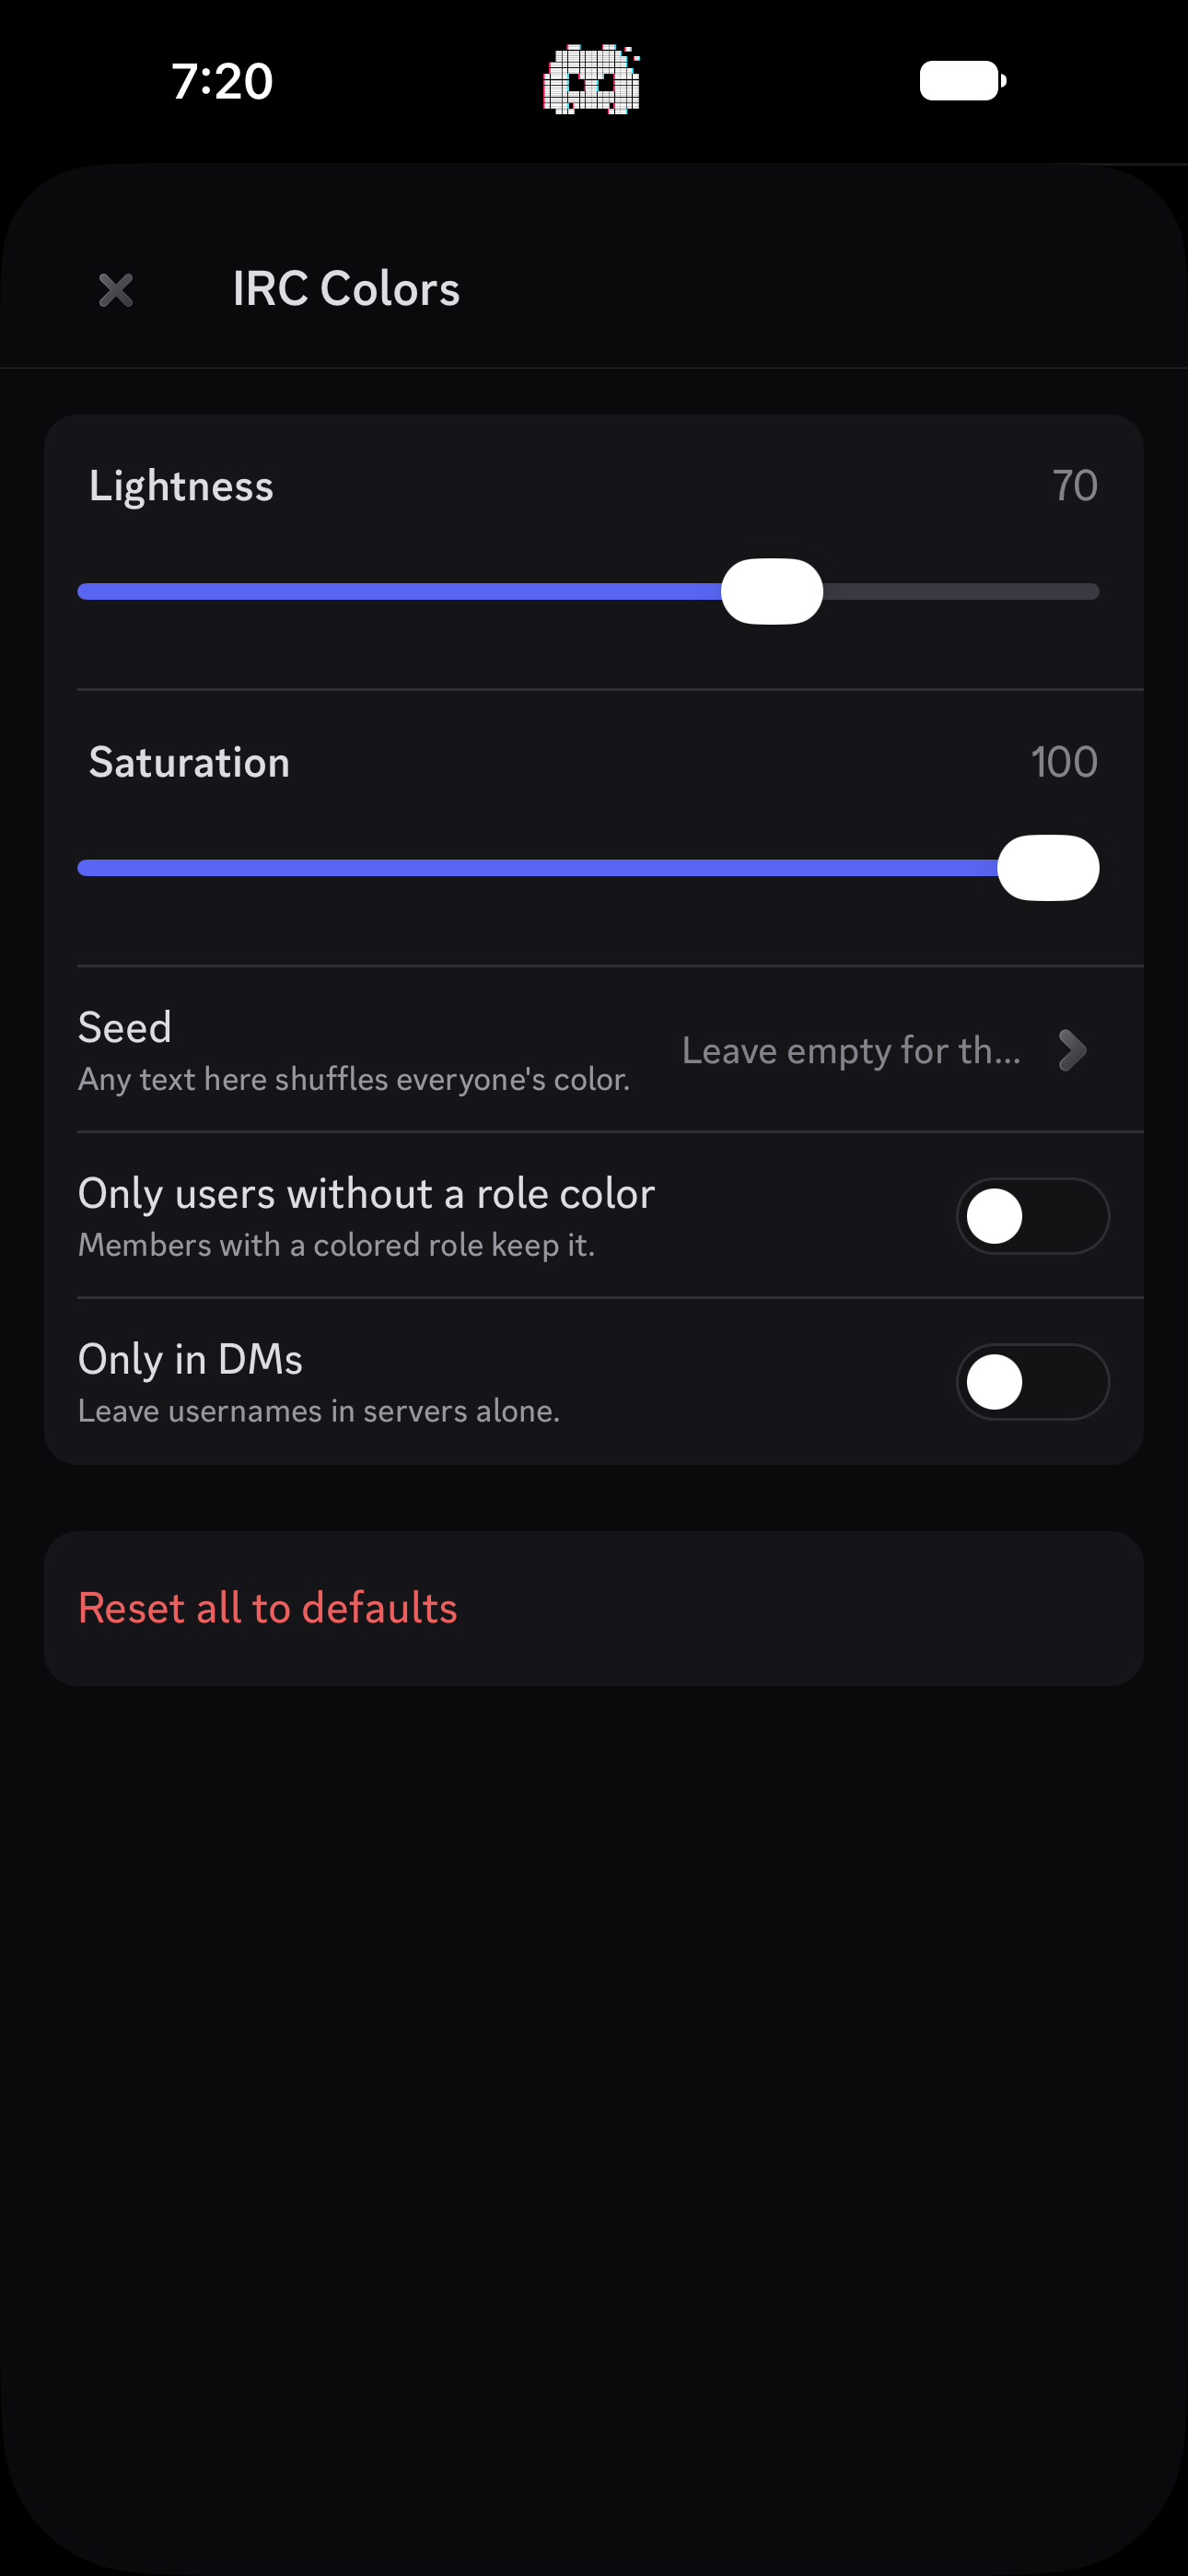 7:20
IRC Colors
Lightness
70
Saturation
100
Seed
Any text here shuffles everyone's color.
Leave empty for th...
Only users without a role color
Members with a colored role keep it.
Only in DMs
Leave usernames in servers alone.
Reset all to defaults